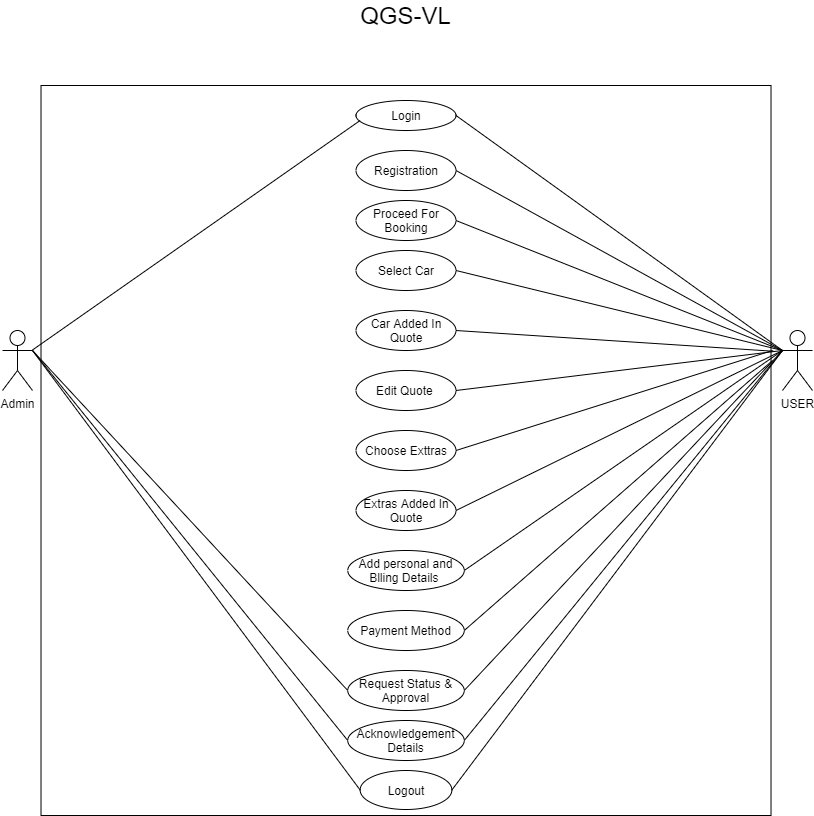 QGS-VL
Login
Registration
Proceed For
Booking
Select Car
Car Added In
Quote
Admin
USER
Edit Quote
Choose Exttras
Extras Added In
Quote
Add personal and
BIling Details
Payment Method
Request Status &
Approval
Acknowledgement
Details
Logout